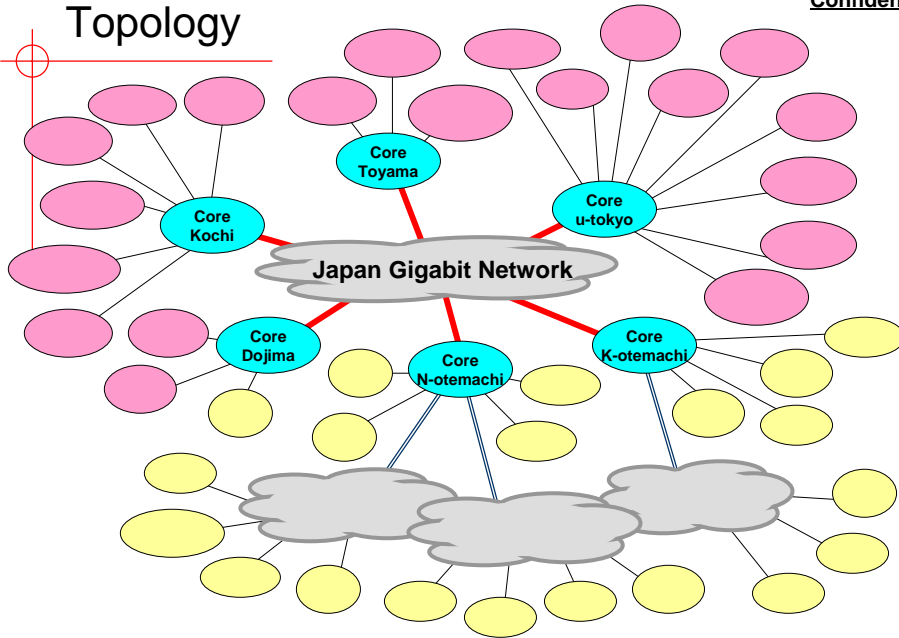 Topology
Core
Toyama
Core
Kochi
Core
u-tokyo
Japan Gigabit Network
Core
Dojima
Core
N-otemachi
Core
K-otemachi